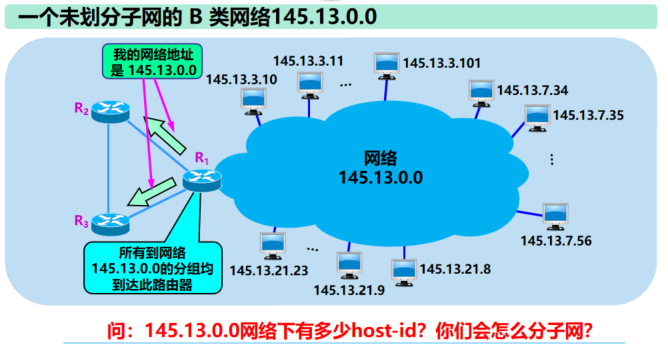 一个未划分子网的 B 类网络145.13.0.0
我的网络地址
是 145.13.0.0
145.13.3.10
145.13.3.11
...
145.13.3.101
145.13.7.34
145.13.7.35
...
145.13.7.56
R₂
R₁
R₃
网络
145.13.0.0
所有到网络
145.13.0.0的分组均
到达此路由器
145.13.21.23
...
145.13.21.9
145.13.21.8
问：145.13.0.0网络下有多少host-id？你们会怎么分子网？